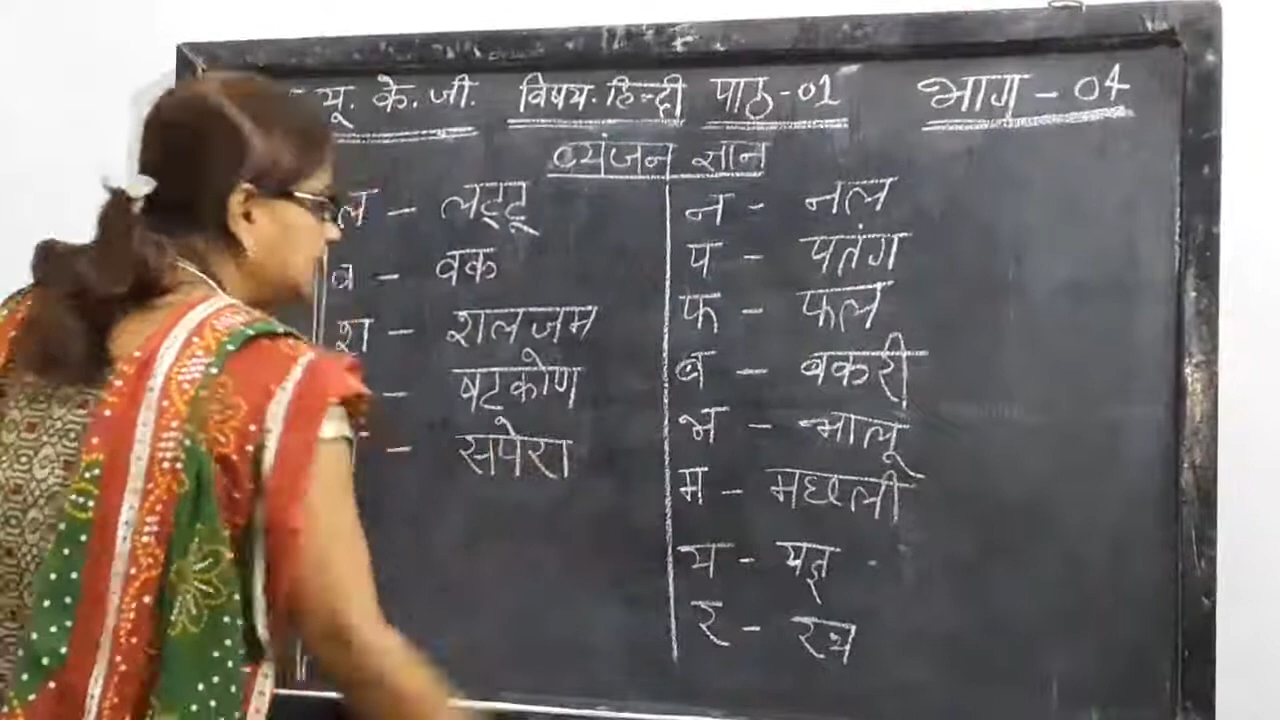 यू. के. जी. विषय. हिन्दी पाठ-01 भाग-04
व्यंजन ज्ञान
ल - लट्टू
व - वक
श - शलजम
- षटकोण
- सपेरा
न - नल
प - पतंग
फ - फल
ब - बकरी
भ - भालू
म - मछली
य - यज्ञ
र - रथ